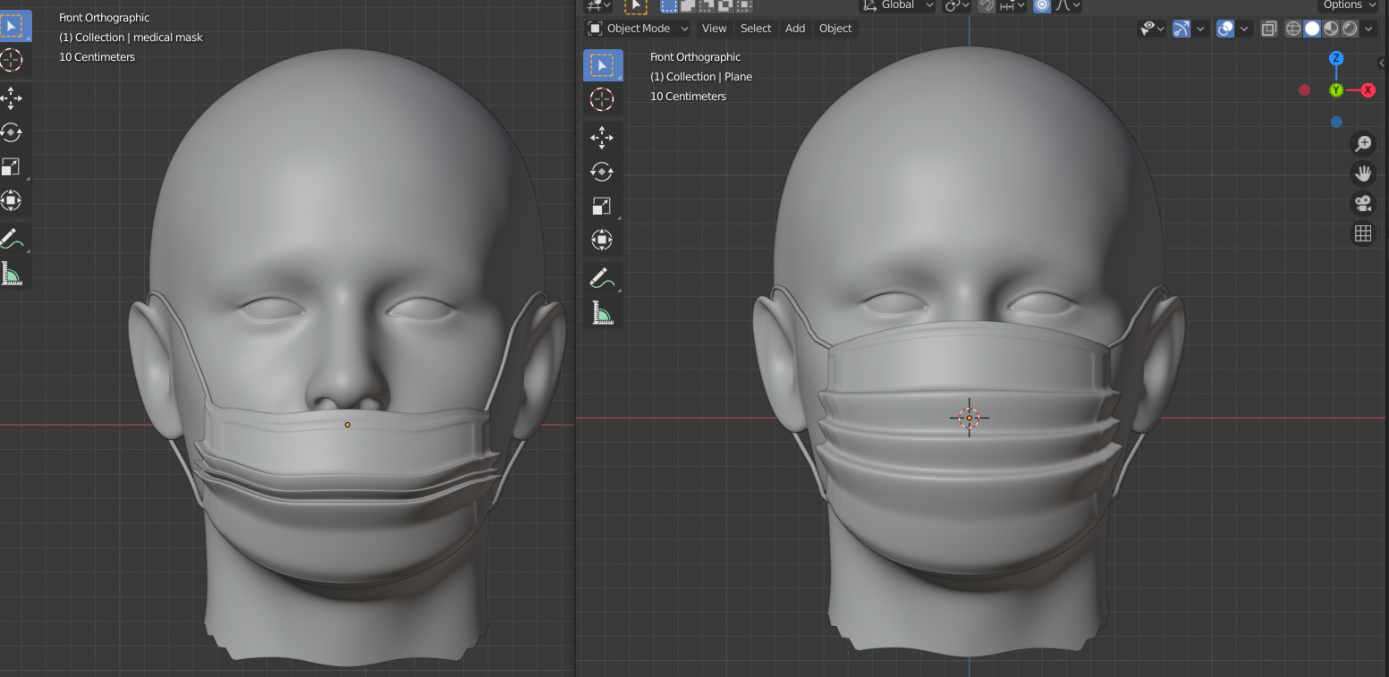 Front Orthographic
(1) Collection | medical mask
10 Centimeters
Global
Options
Object Mode
View
Select
Add
Object
Front Orthographic
(1) Collection | Plane
10 Centimeters
Z
Y
X